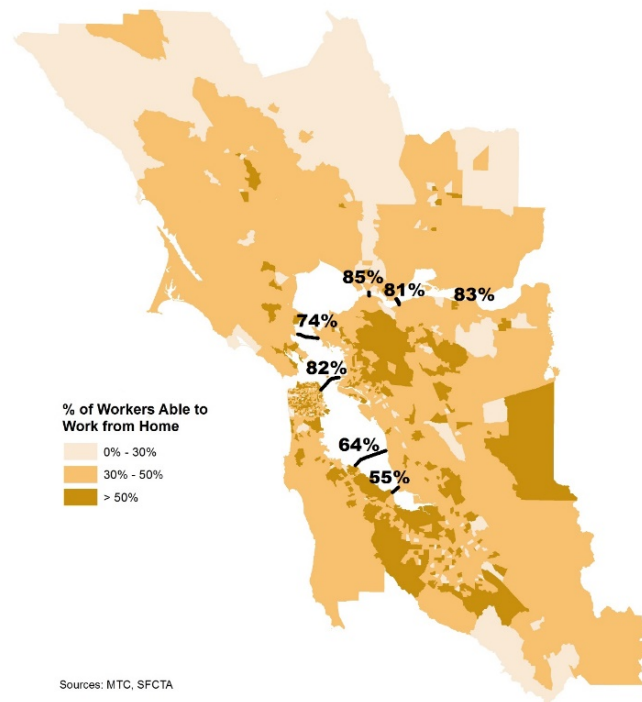 85%
81%
83%
74%
82%
64%
55%
% of Workers Able to
Work from Home
0% - 30%
30% - 50%
> 50%
Sources: MTC, SFCTA